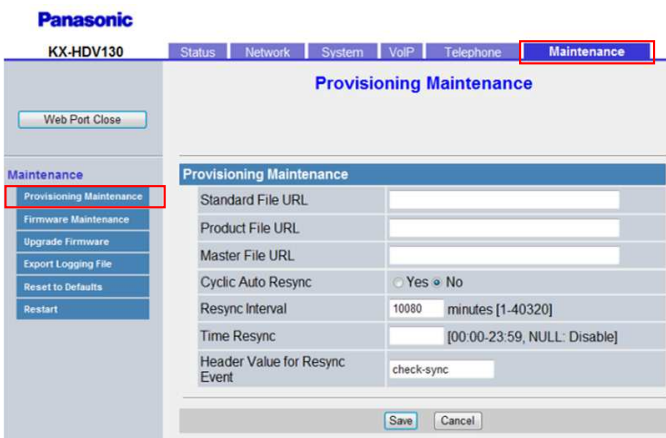 Panasonic
KX-HDV130
Status Network System VoIP Telephone Maintenance
Provisioning Maintenance
Web Port Close
Maintenance
Provisioning Maintenance
Firmware Maintenance
Upgrade Firmware
Export Logging File
Reset to Defaults
Restart
Provisioning Maintenance
Standard File URL
Product File URL
Master File URL
Cyclic Auto Resync Yes No
Resync Interval 10080 minutes [1-40320]
Time Resync [00:00-23:59, NULL: Disable]
Header Value for Resync
Event check-sync
Save Cancel